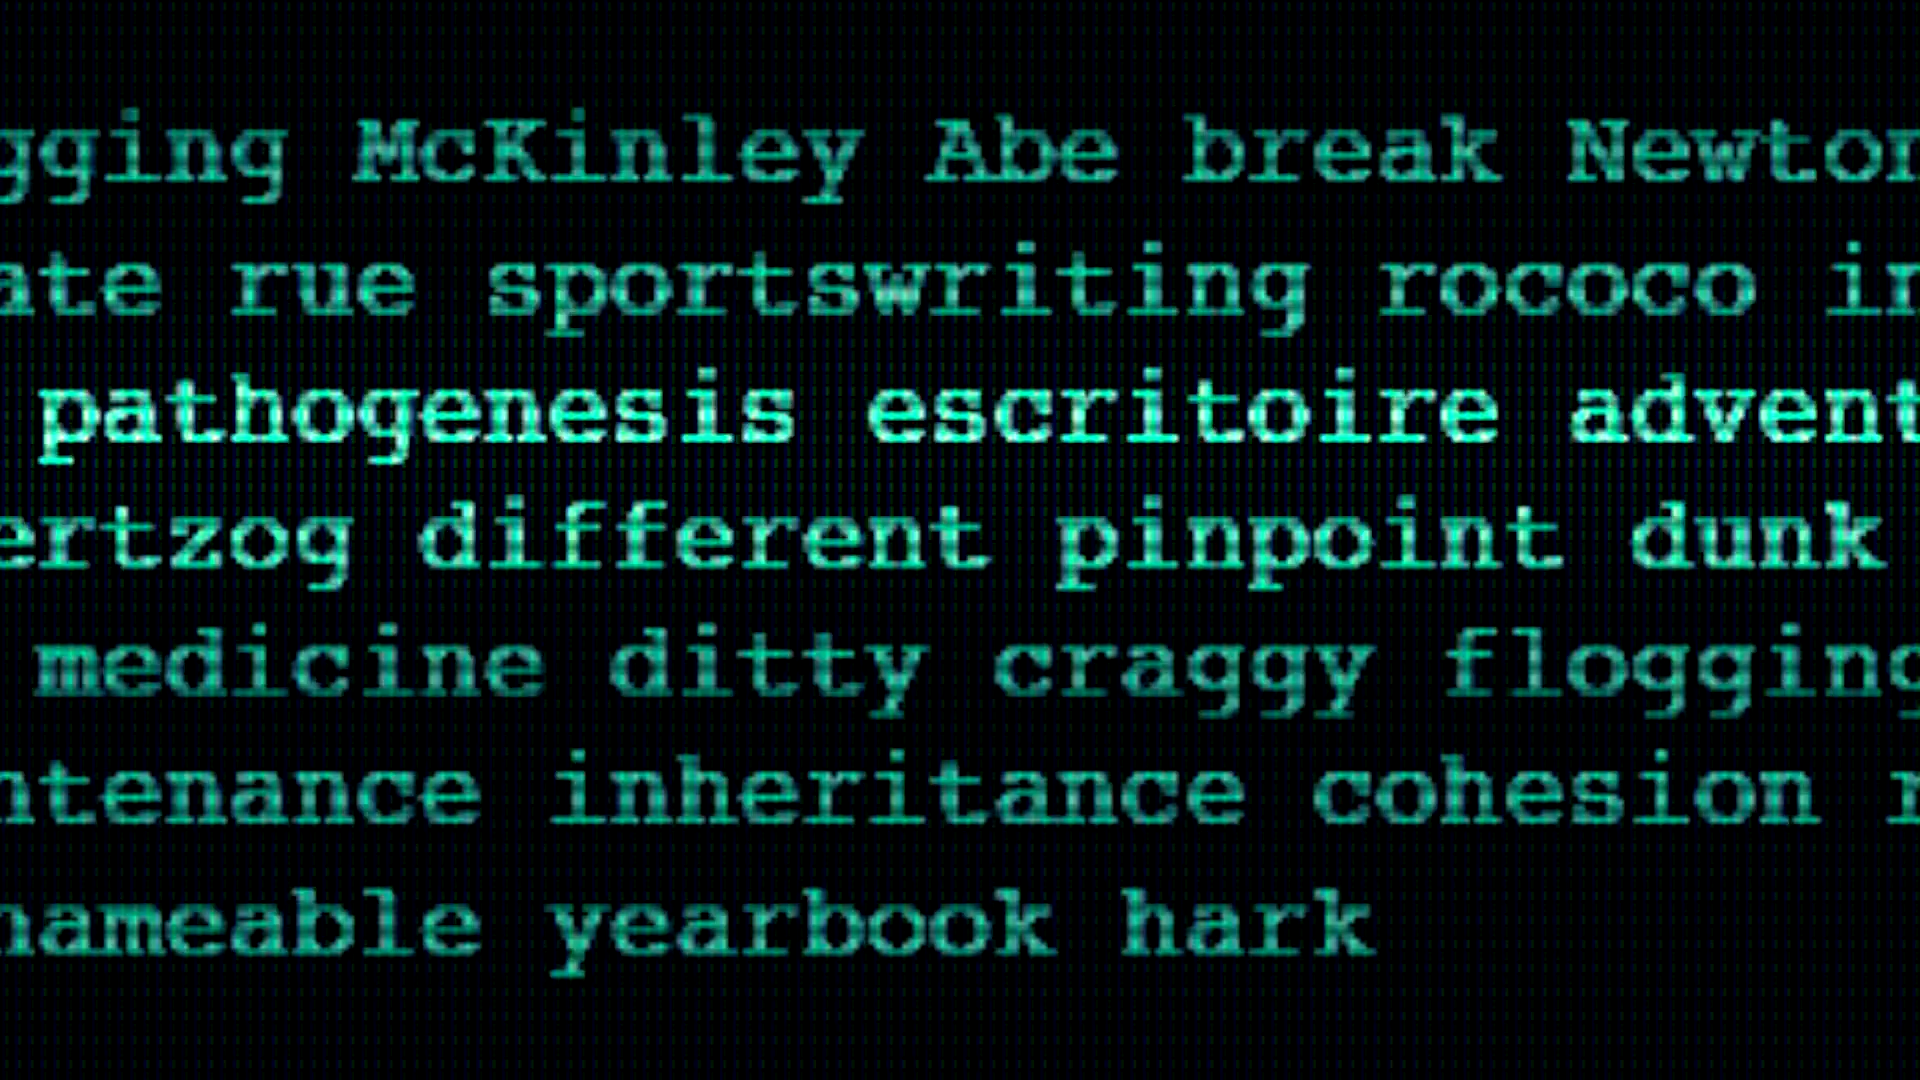 gging McKinley Abe break Newton
ate rue sportswriting rococo in
pathogenesis escritoire advent
ertzog different pinpoint dunk
medicine ditty craggy flogging
ntenance inheritance cohesion r
nameable yearbook hark